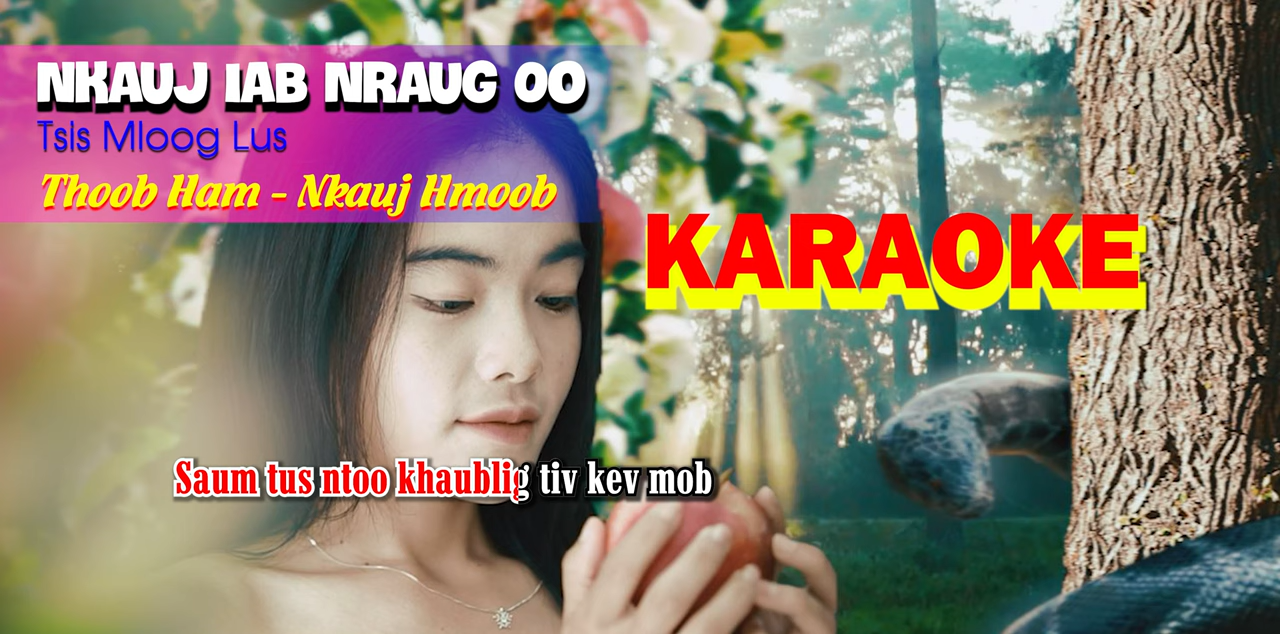 NKAUJ IAB NRAUG OO
Tsis Mloog Lus
Thoob Ham - Nkauj Hmoob
KARAOKE
Saum tus ntoo khaublig tiv kev mob